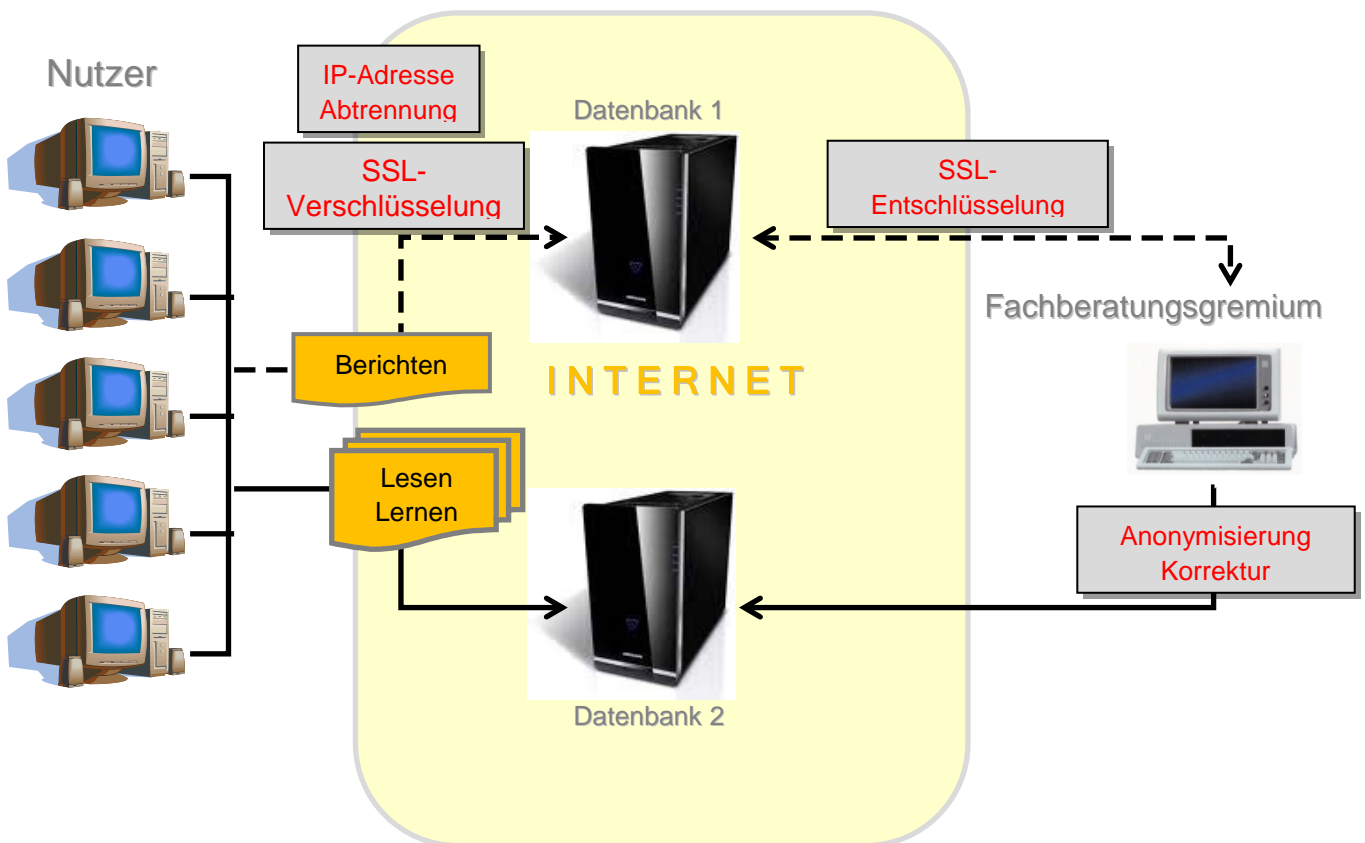 Nutzer
IP-Adresse
Abtrennung
Datenbank 1
SSL-
Verschlüsselung
SSL-
Entschlüsselung
Fachberatungsgremium
Berichten
INTERNET
Lesen
Lernen
Anonymisierung
Korrektur
Datenbank 2